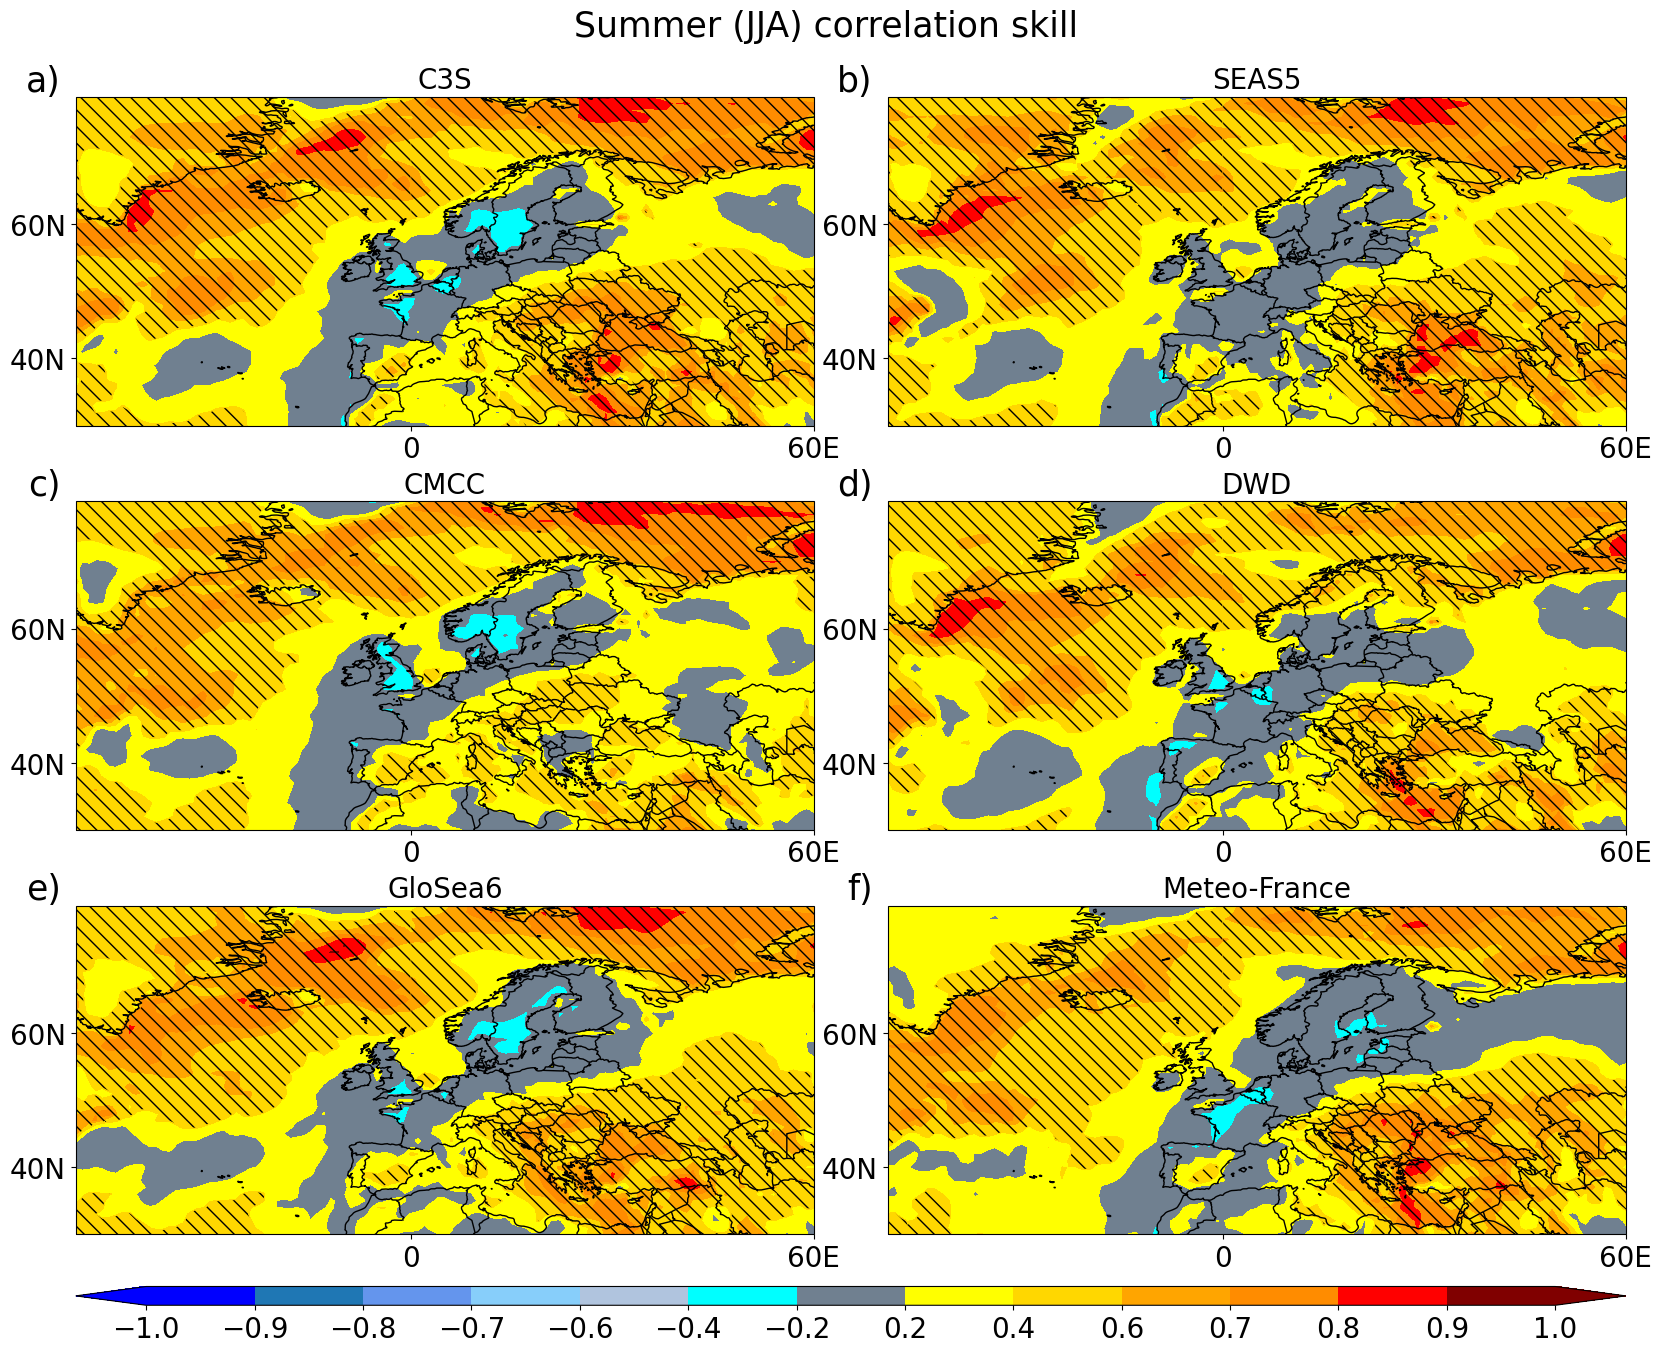 Summer (JJA) correlation skill
a) C3S b) SEAS5
60N 60N
40N 40N
0 60E 0 60E
c) CMCC d) DWD
60N 60N
40N 40N
0 60E 0 60E
e) GloSea6 f) Meteo-France
60N 60N
40N 40N
0 60E 0 60E
−1.0 −0.9 −0.8 −0.7 −0.6 −0.4 −0.2 0.2 0.4 0.6 0.7 0.8 0.9 1.0